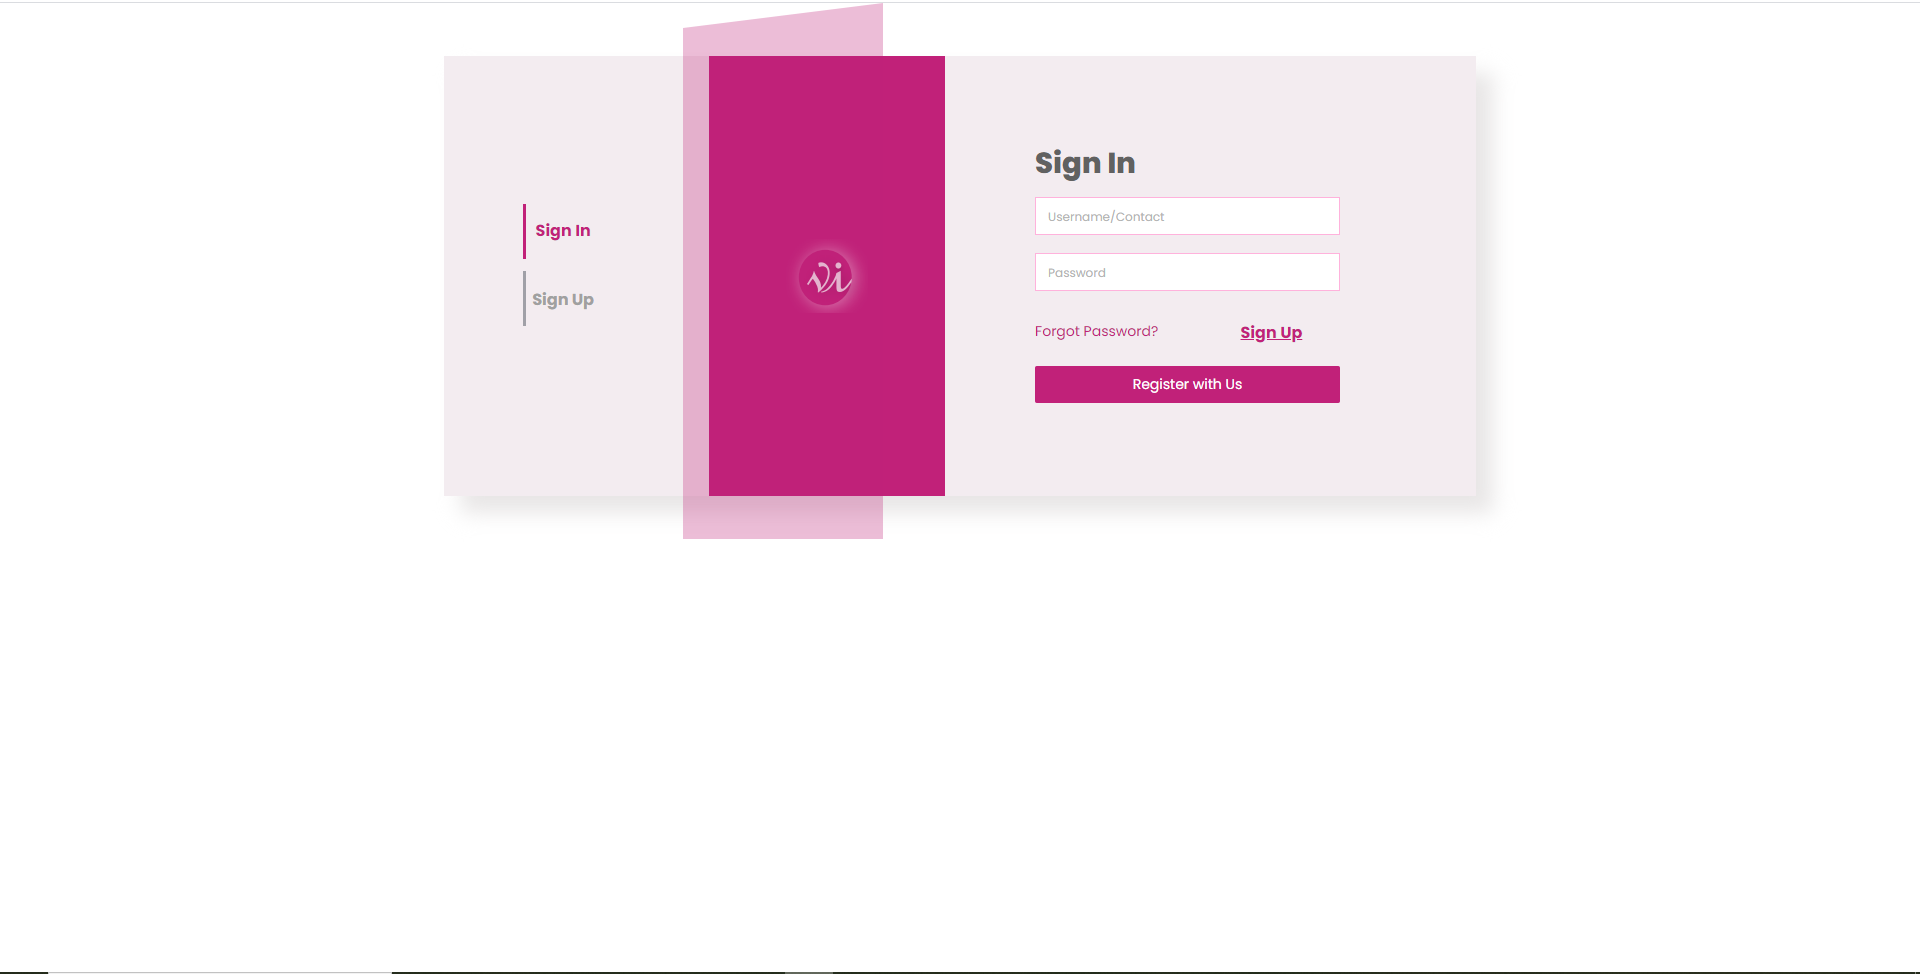 Sign In
Sign Up
vi
Sign In
Username/Contact
Password
Forgot Password?
Sign Up
Register with Us